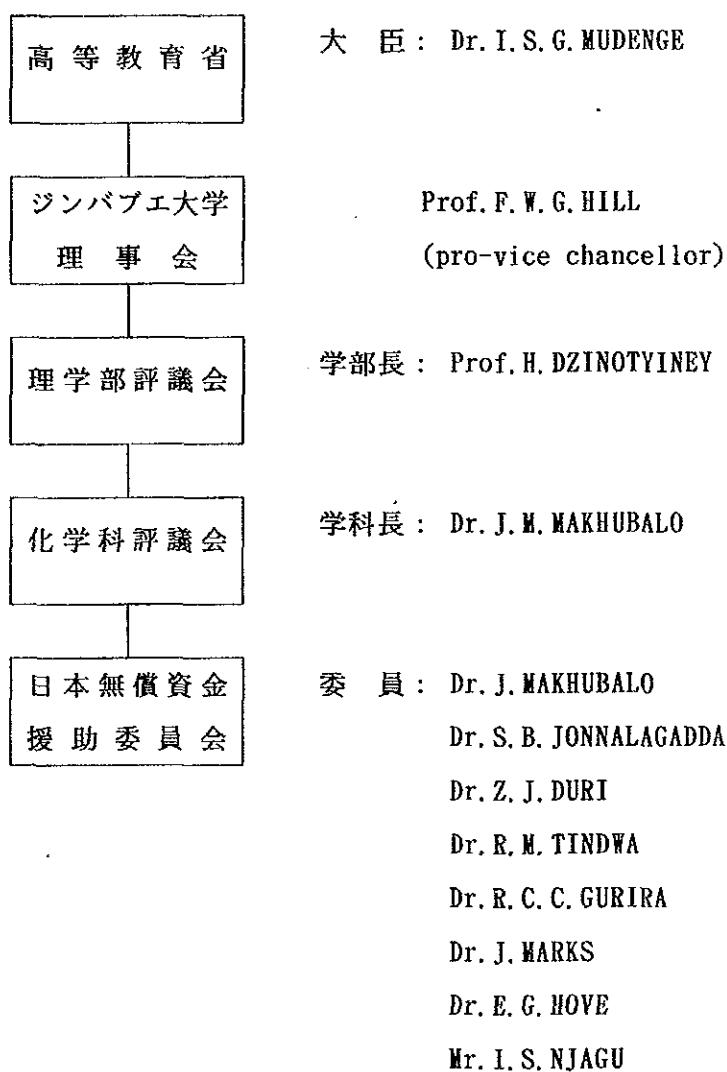 高等教育省 大臣: Dr. I. S. G. MUDENGE
ジンバブエ大学 Prof. F. W. G. HILL
理事会 (pro-vice chancellor)
理学部評議会 学部長: Prof. H. DZINOTYINEY
化学科評議会 学科長: Dr. J. M. MAKHUBALO
日本無償資金 委員: Dr. J. MAKHUBALO
援助委員会 Dr. S. B. JONNALAGADDA
Dr. Z. J. DURI
Dr. R. M. TINDWA
Dr. R. C. C. GURIRA
Dr. J. MARKS
Dr. E. G. HOVE
Mr. I. S. NJAGU